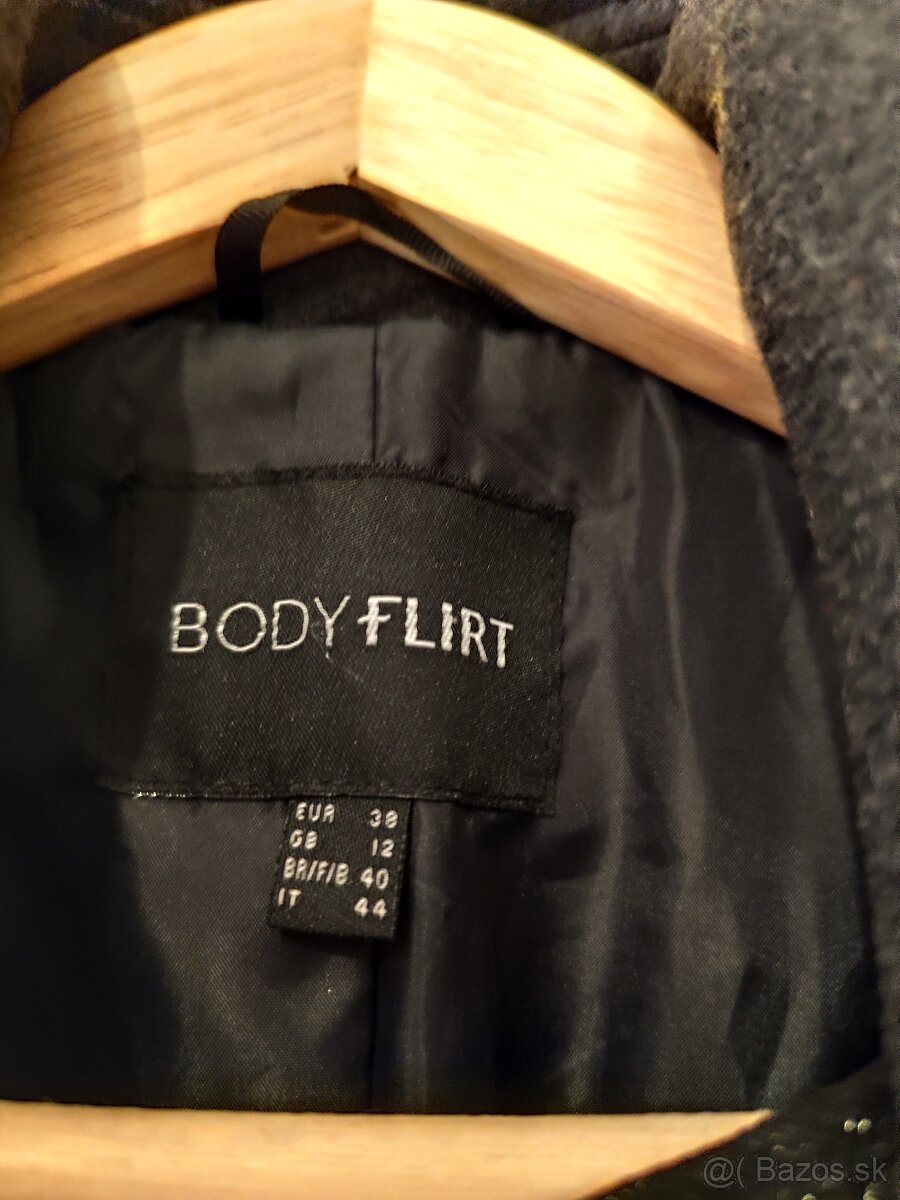 BODY FLIRT
EUR 38
GB 12
BR/F/B 40
IT 44
@( Bazos.sk